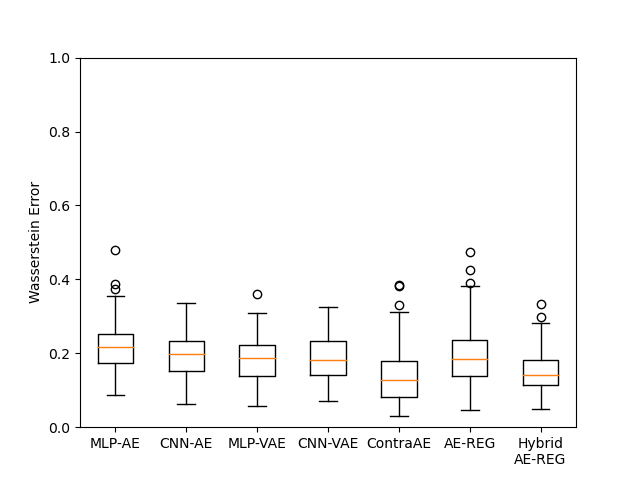 1.0
0.8
0.6
0.4
0.2
0.0
Wasserstein Error
MLP-AE CNN-AE MLP-VAE CNN-VAE ContraAE AE-REG Hybrid
AE-REG